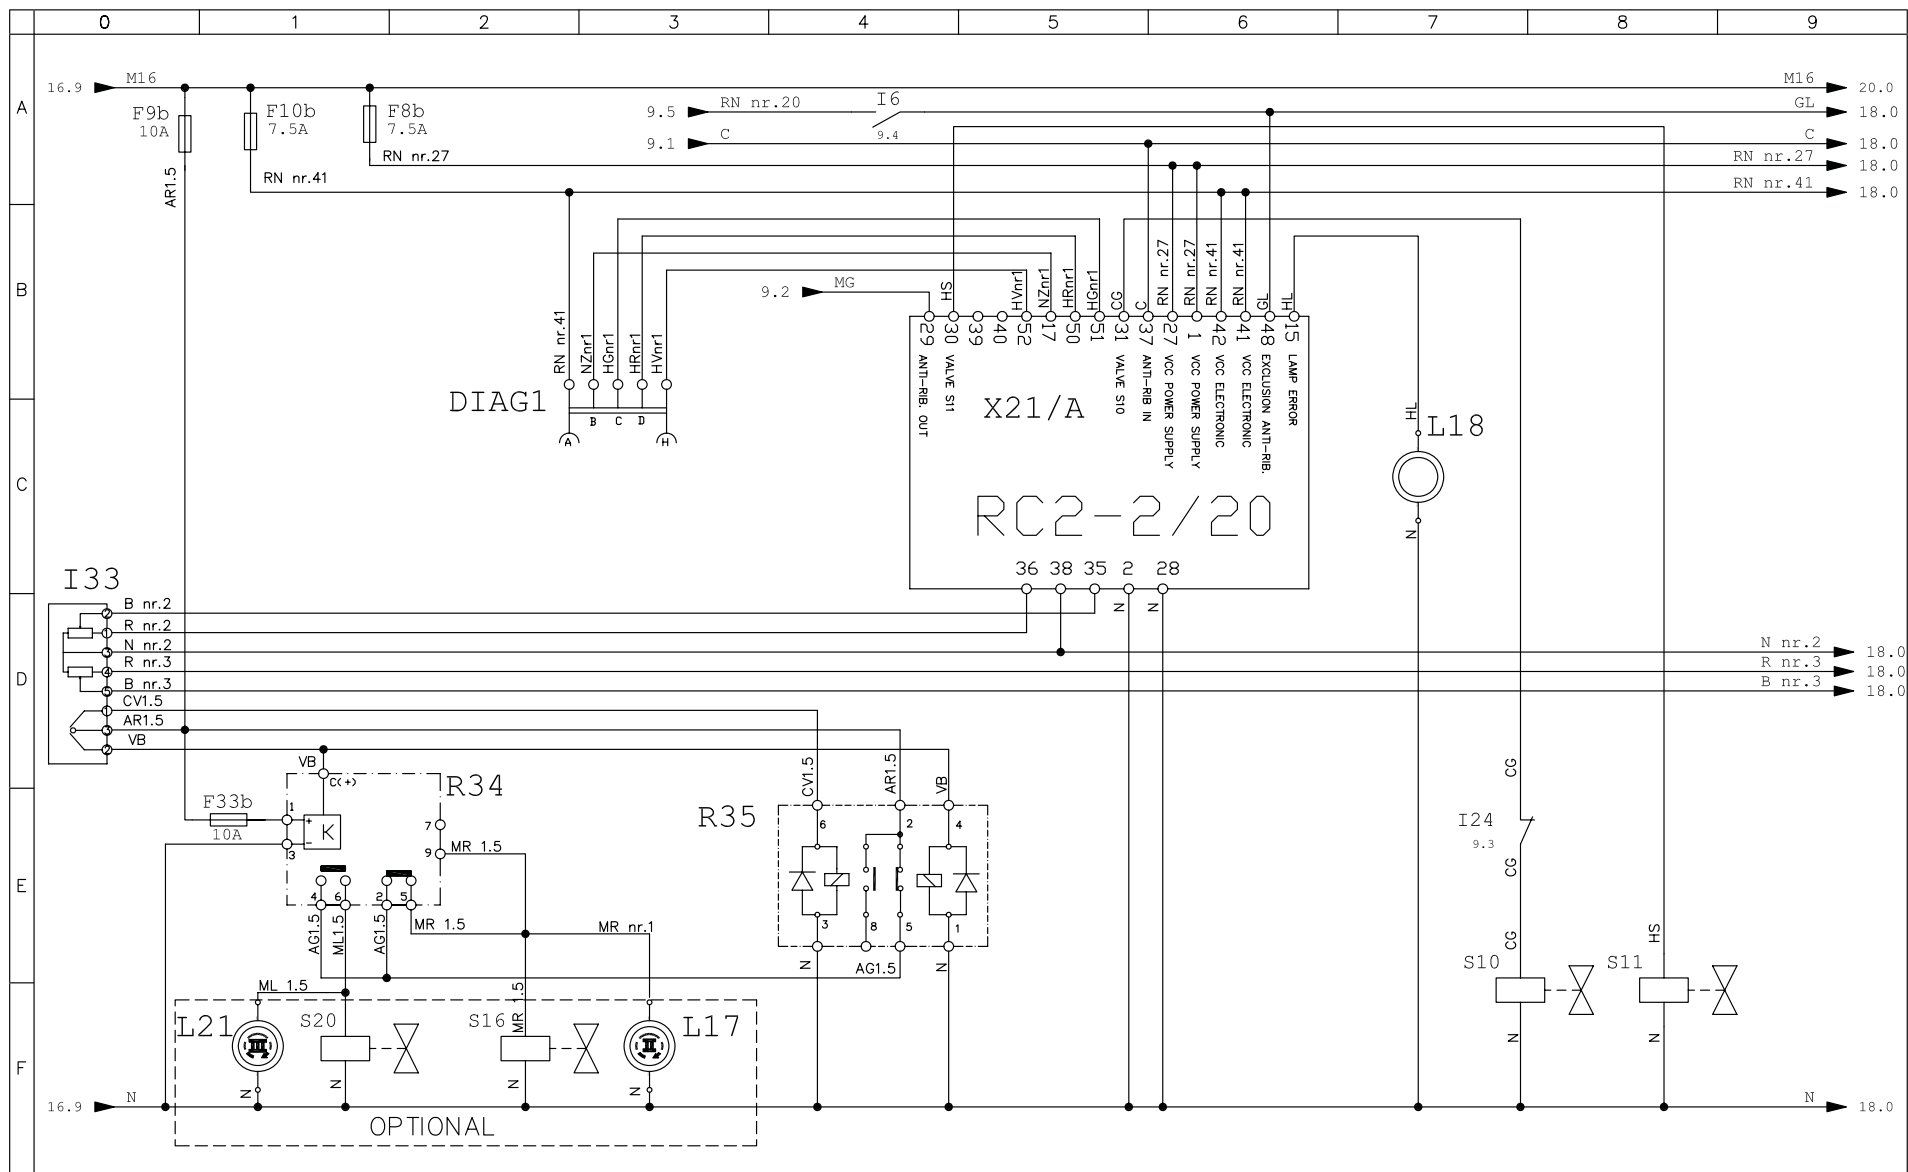 0 1 2 3 4 5 6 7 8 9
A
B
C
D
E
F
16.9 M16 M16 20.0
F9b
10A
F10b
7.5A
F8b
7.5A
9.5 RN nr.20 I6 GL 18.0
9.4
9.1 C C 18.0
RN nr.27 RN nr.27 18.0
RN nr.41 RN nr.41 18.0
AR1.5
9.2 MG
HS
HVnr1
NZnr1
HRnr1
HGnr1
CG
C
RN nr.27
RN nr.27
RN nr.41
RN nr.41
GL
HL
29 ANTI-RIB. OUT
30 VALVE S11
39
40
52
17
50
51
31 VALVE S10
37 ANTI-RIB IN
27 VCC POWER SUPPLY
1 VCC POWER SUPPLY
42 VCC ELECTRONIC
41 VCC ELECTRONIC
48 EXCLUSION ANTI-RIB.
15 LAMP ERROR
RN nr.41
NZnr1
HGnr1
HRnr1
HVnr1
DIAG1
A B C D H
X21/A
RC2-2/20
36 38 35 2 28
N N
HL
L18
N
I33
2 B nr.2
1 R nr.2
3 N nr.2 N nr.2 18.0
4 R nr.3 R nr.3 18.0
5 B nr.3 B nr.3 18.0
1 CV1.5
3 AR1.5
2 VB
VB
C(+)
R34
F33b
10A
1
+
K
-
3
7
9 MR 1.5
4 6 2 5
AG1.5
ML1.5
AG1.5
MR 1.5
MR nr.1
CV1.5
AR1.5
VB
R35
6 2 4
3 8 5 1
N
AG1.5
N
CG
I24
9.3
CG
CG
S10
N
HS
S11
N
ML 1.5
MR 1.5
L21
III
S20
S16
II
L17
N N N N
16.9 N N 18.0
OPTIONAL